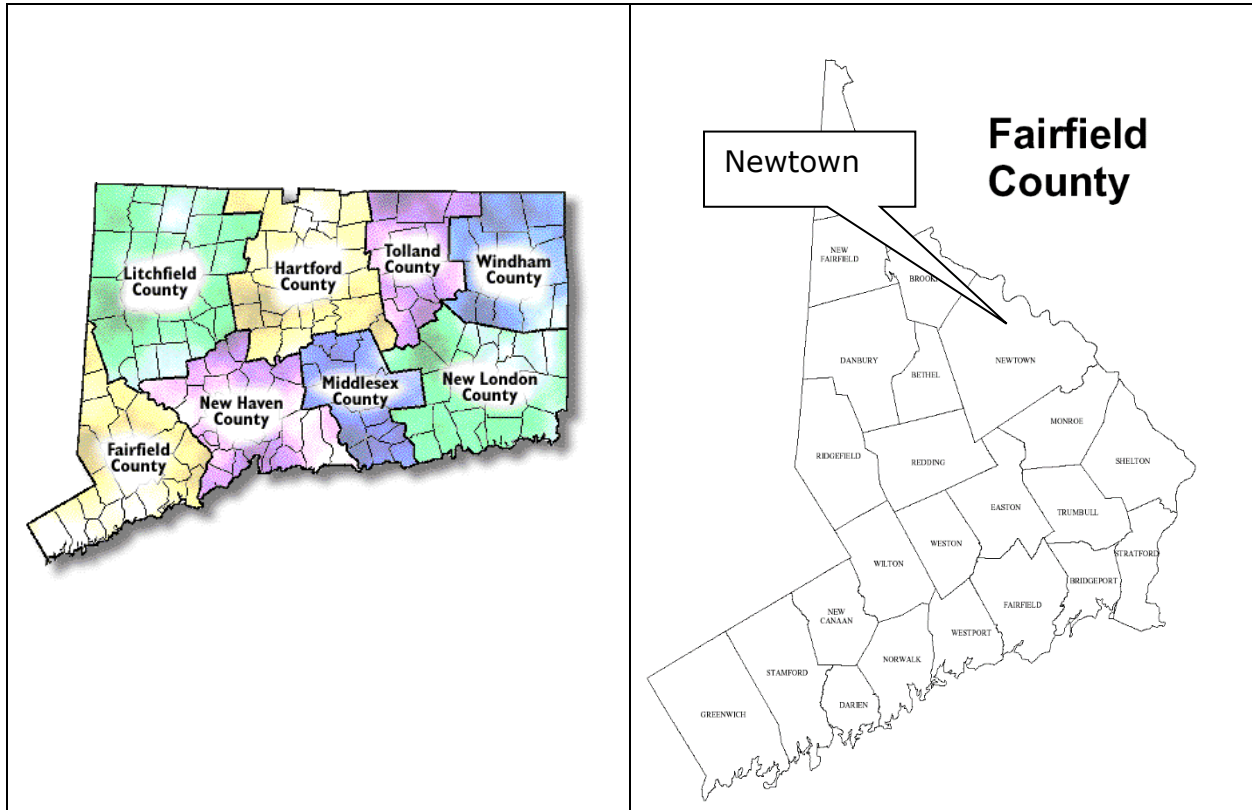 Litchfield
County
Hartford
County
Tolland
County
Windham
County
New Haven
County
Middlesex
County
New London
County
Fairfield
County
Fairfield
County
Newtown
NEW
FAIRFIELD
DANBURY
BETHEL
NEWTOWN
MONROE
RIDGEFIELD
REDDING
SHELTON
EASTON
TRUMBULL
WESTON
STRATFORD
WILTON
BRIDGEPORT
NEW
CANAAN
FAIRFIELD
WESTPORT
NORWALK
STAMFORD
DARIEN
GREENWICH